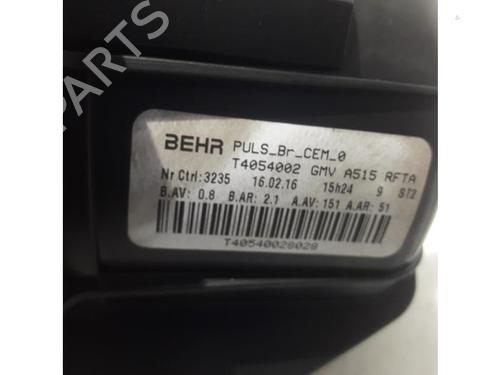 PARTS
BEHR PULS_Br_CEM_0
T4054002 GMV A515 RFTA
Nr Ctrl: 3235 16.02.16 15h24 9 ST2
B.AV: 0.8 B.AR: 2.1 A.AV: 151 A.AR: 51
T40540028028